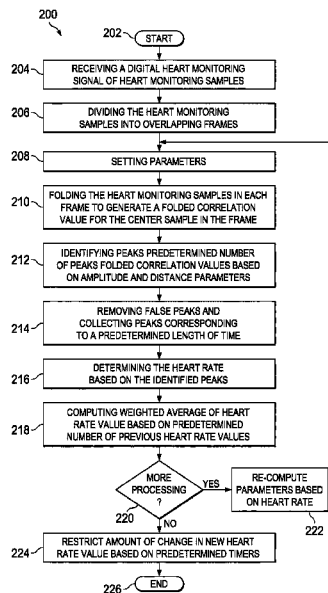 200
202
START
204
RECEIVING A DIGITAL HEART MONITORING
SIGNAL OF HEART MONITORING SAMPLES
206
DIVIDING THE HEART MONITORING
SAMPLES INTO OVERLAPPING FRAMES
208
SETTING PARAMETERS
210
FOLDING THE HEART MONITORING SAMPLES IN EACH
FRAME TO GENERATE A FOLDED CORRELATION
VALUE FOR THE CENTER SAMPLE IN THE FRAME
212
IDENTIFYING PEAKS PREDETERMINED NUMBER
OF PEAKS FOLDED CORRELATION VALUES BASED
ON AMPLITUDE AND DISTANCE PARAMETERS
214
REMOVING FALSE PEAKS AND
COLLECTING PEAKS CORRESPONDING
TO A PREDETERMINED LENGTH OF TIME
216
DETERMINING THE HEART RATE
BASED ON THE IDENTIFIED PEAKS
218
COMPUTING WEIGHTED AVERAGE OF HEART
RATE VALUE BASED ON PREDETERMINED
NUMBER OF PREVIOUS HEART RATE VALUES
MORE
PROCESSING
?
220
YES
NO
RE-COMPUTE
PARAMETERS BASED
ON HEART RATE
222
224
RESTRICT AMOUNT OF CHANGE IN NEW HEART
RATE VALUE BASED ON PREDETERMINED TIMERS
226
END